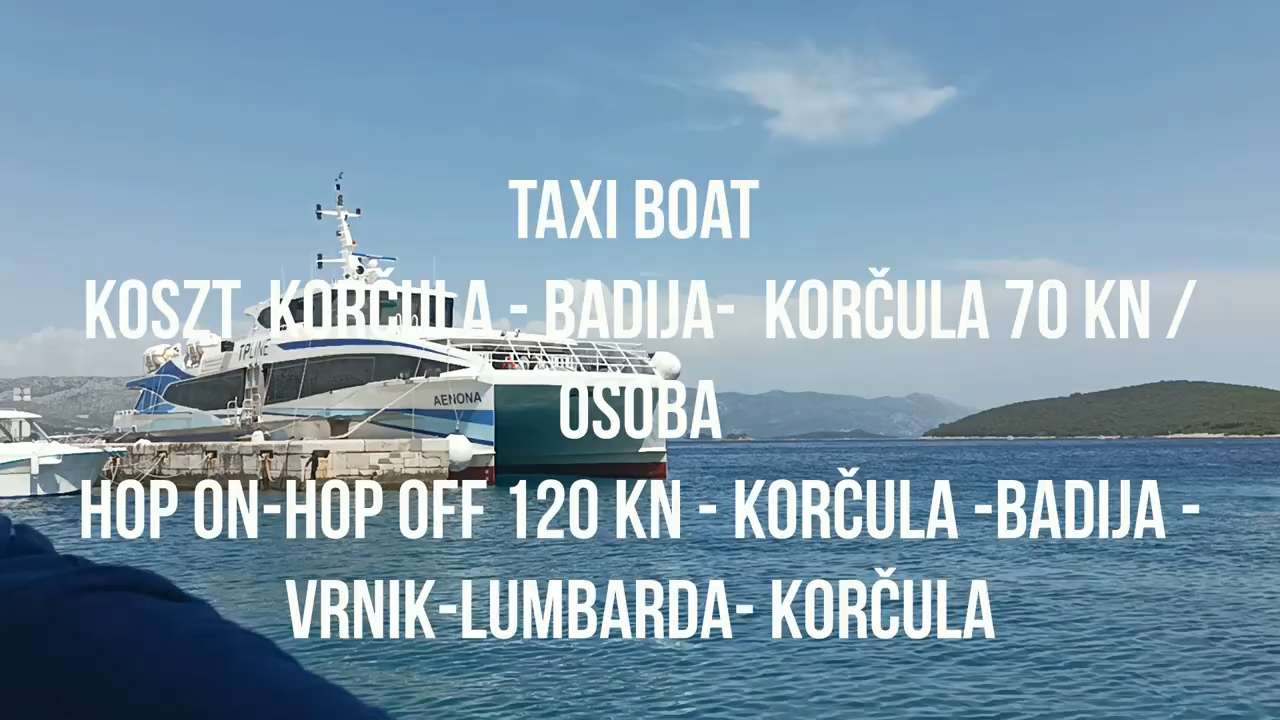 TAXI BOAT
KOSZT KORČULA - BADIJA- KORČULA 70 KN /
OSOBA
HOP ON-HOP OFF 120 KN - KORČULA -BADIJA -
VRNIK-LUMBARDA- KORČULA
TPLINE
AENONA